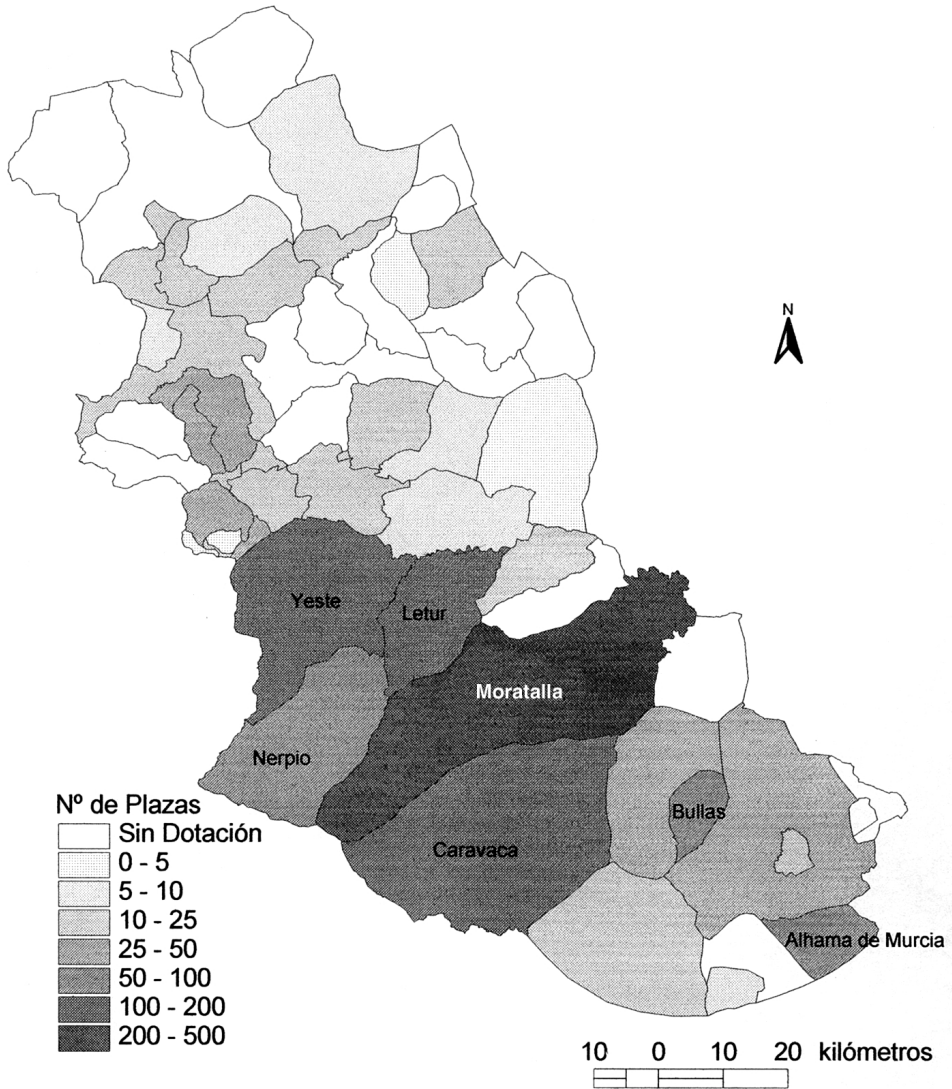 N
Yeste
Letur
Moratalla
Nerpio
Bullas
Caravaca
Alhama de Murcia
Nº de Plazas
Sin Dotación
0 - 5
5 - 10
10 - 25
25 - 50
50 - 100
100 - 200
200 - 500
10 0 10 20 kilómetros